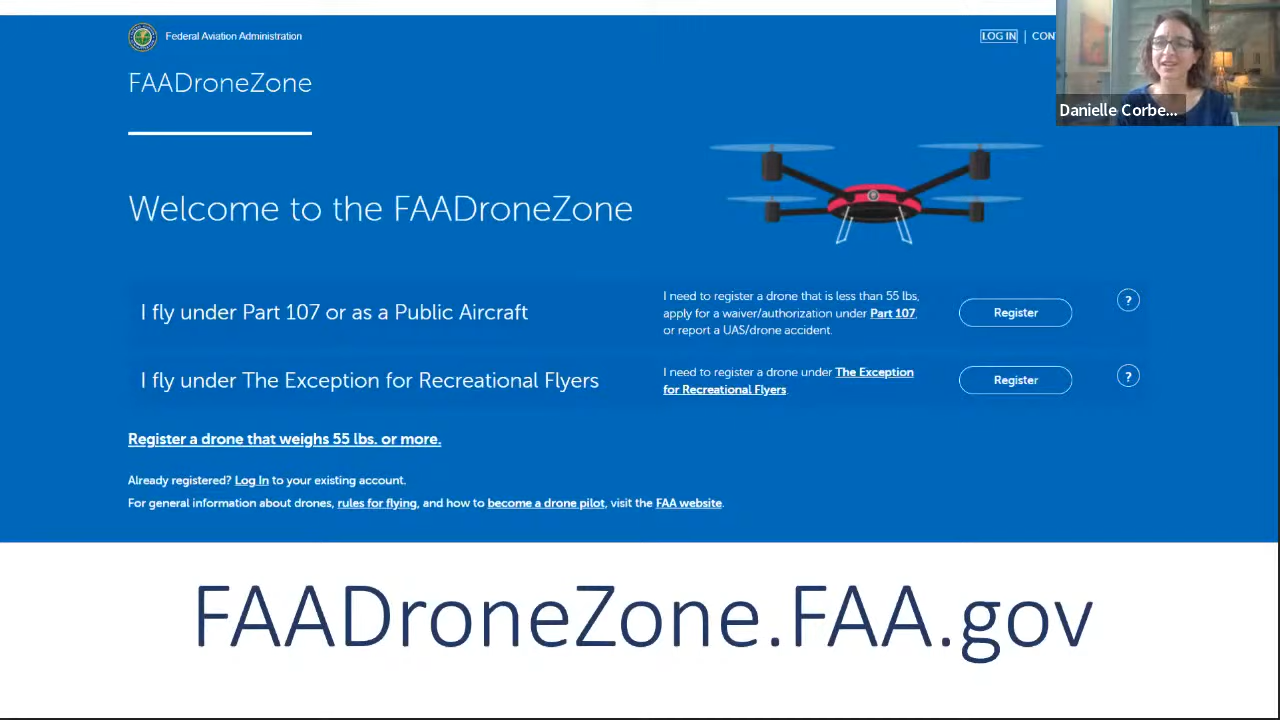 Federal Aviation Administration
LOG IN | CON
FAADroneZone
Danielle Corbe...
Welcome to the FAADroneZone
I fly under Part 107 or as a Public Aircraft
I need to register a drone that is less than 55 lbs,
apply for a waiver/authorization under Part 107,
or report a UAS/drone accident.
Register
?
I fly under The Exception for Recreational Flyers
I need to register a drone under The Exception
for Recreational Flyers.
Register
?
Register a drone that weighs 55 lbs. or more.
Already registered? Log In to your existing account.
For general information about drones, rules for flying, and how to become a drone pilot, visit the FAA website.
FAADroneZone.FAA.gov